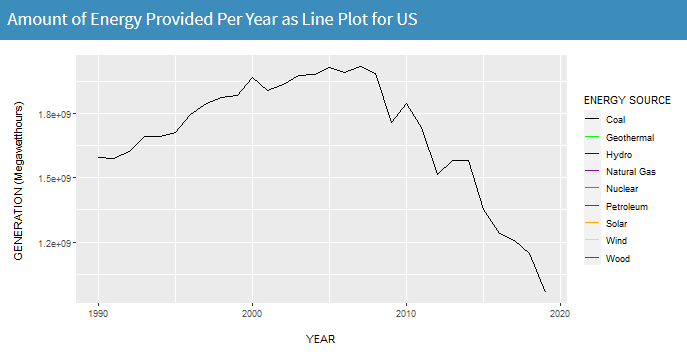 Amount of Energy Provided Per Year as Line Plot for US
GENERATION (Megawatthours)
1.8e+09
1.5e+09
1.2e+09
1990
2000
2010
2020
YEAR
ENERGY SOURCE
Coal
Geothermal
Hydro
Natural Gas
Nuclear
Petroleum
Solar
Wind
Wood